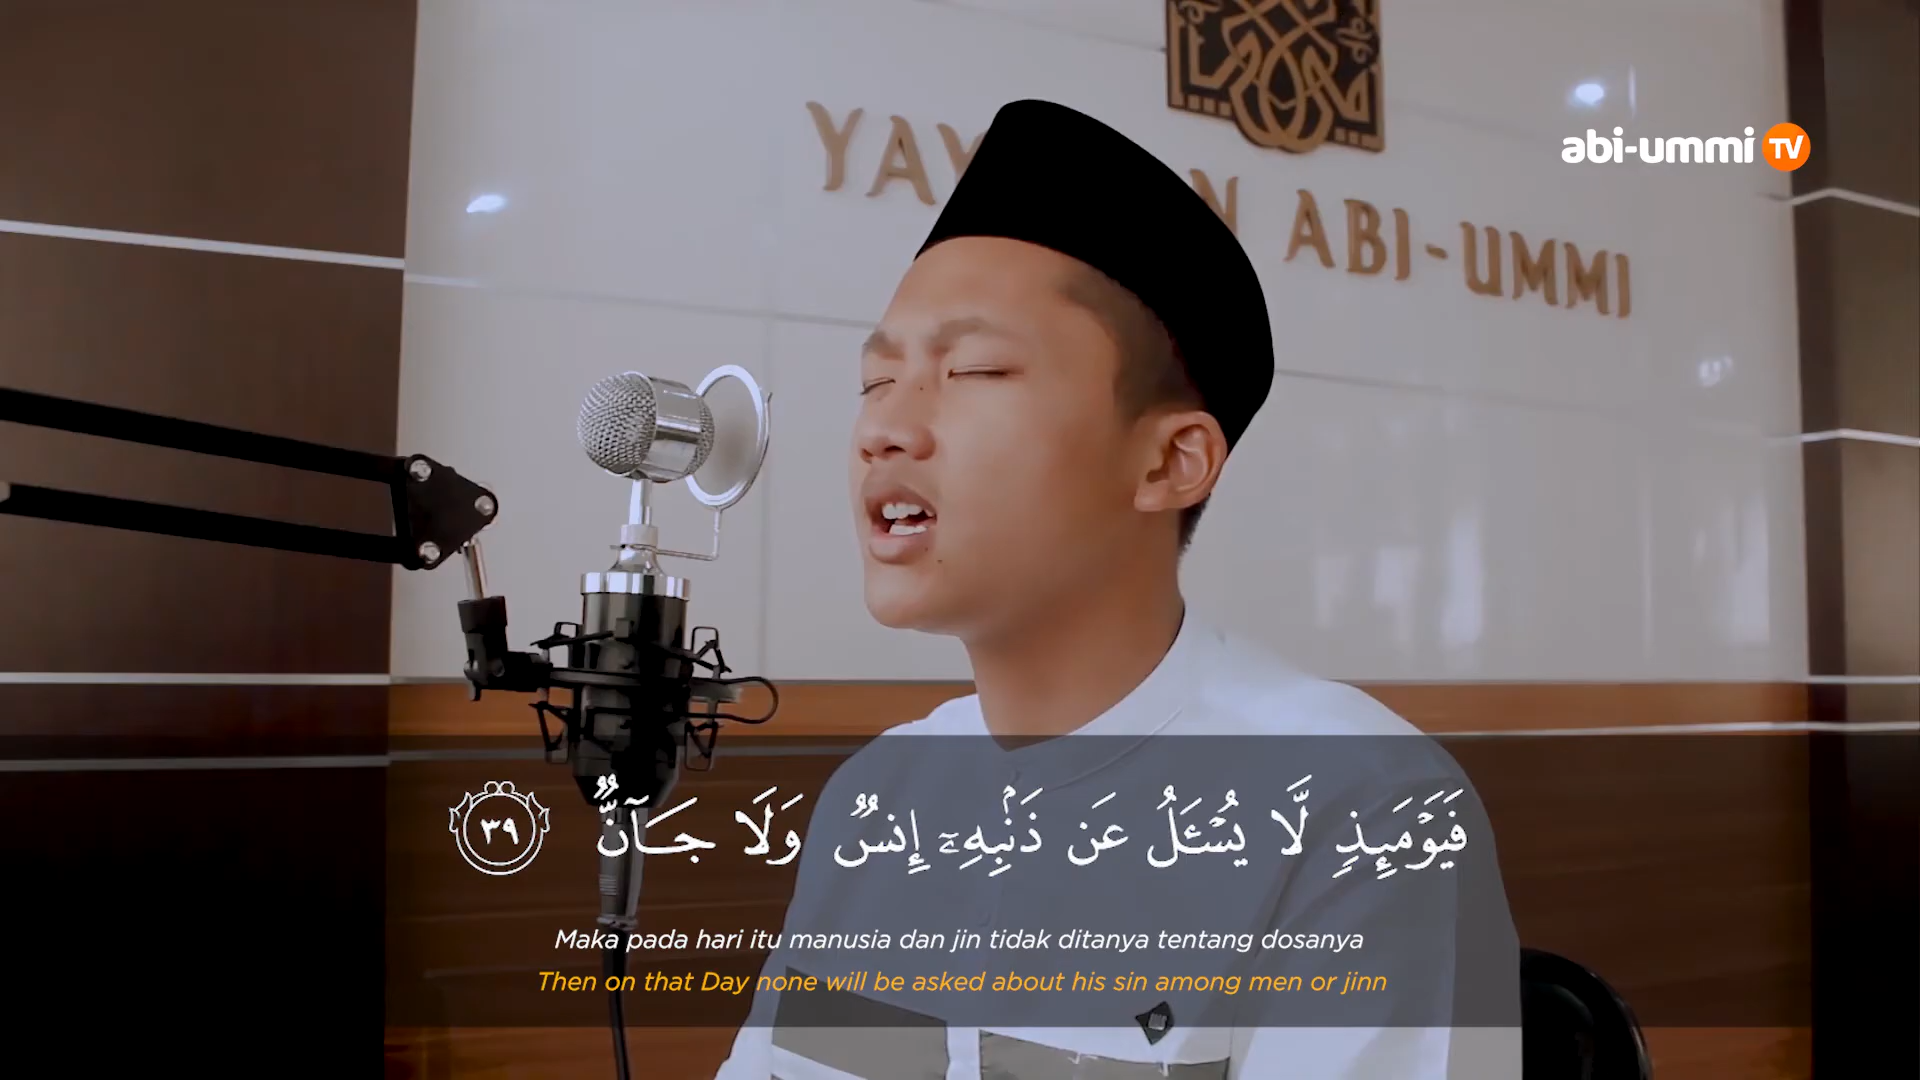 YAY N ABI-UMMI
abi-ummi TV
فَيَوْمَئِذٍ لَّا يُسْـَٔلُ عَن ذَنۢبِهِۦٓ إِنسٌ وَلَا جَآنٌّ ٣٩
Maka pada hari itu manusia dan jin tidak ditanya tentang dosanya
Then on that Day none will be asked about his sin among men or jinn